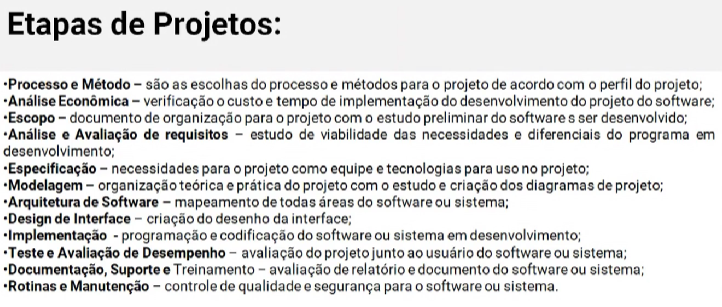 Etapas de Projetos:
•Processo e Método – são as escolhas do processo e métodos para o projeto de acordo com o perfil do projeto;
•Análise Econômica – verificação o custo e tempo de implementação do desenvolvimento do projeto do software;
•Escopo – documento de organização para o projeto com o estudo preliminar do software s ser desenvolvido;
•Análise e Avaliação de requisitos – estudo de viabilidade das necessidades e diferenciais do programa em
desenvolvimento;
•Especificação – necessidades para o projeto como equipe e tecnologias para uso no projeto;
•Modelagem – organização teórica e prática do projeto com o estudo e criação dos diagramas de projeto;
•Arquitetura de Software – mapeamento de todas áreas do software ou sistema;
•Design de Interface – criação do desenho da interface;
•Implementação - programação e codificação do software ou sistema em desenvolvimento;
•Teste e Avaliação de Desempenho – avaliação do projeto junto ao usuário do software ou sistema;
•Documentação, Suporte e Treinamento – avaliação de relatório e documento do software ou sistema;
•Rotinas e Manutenção – controle de qualidade e segurança para o software ou sistema.